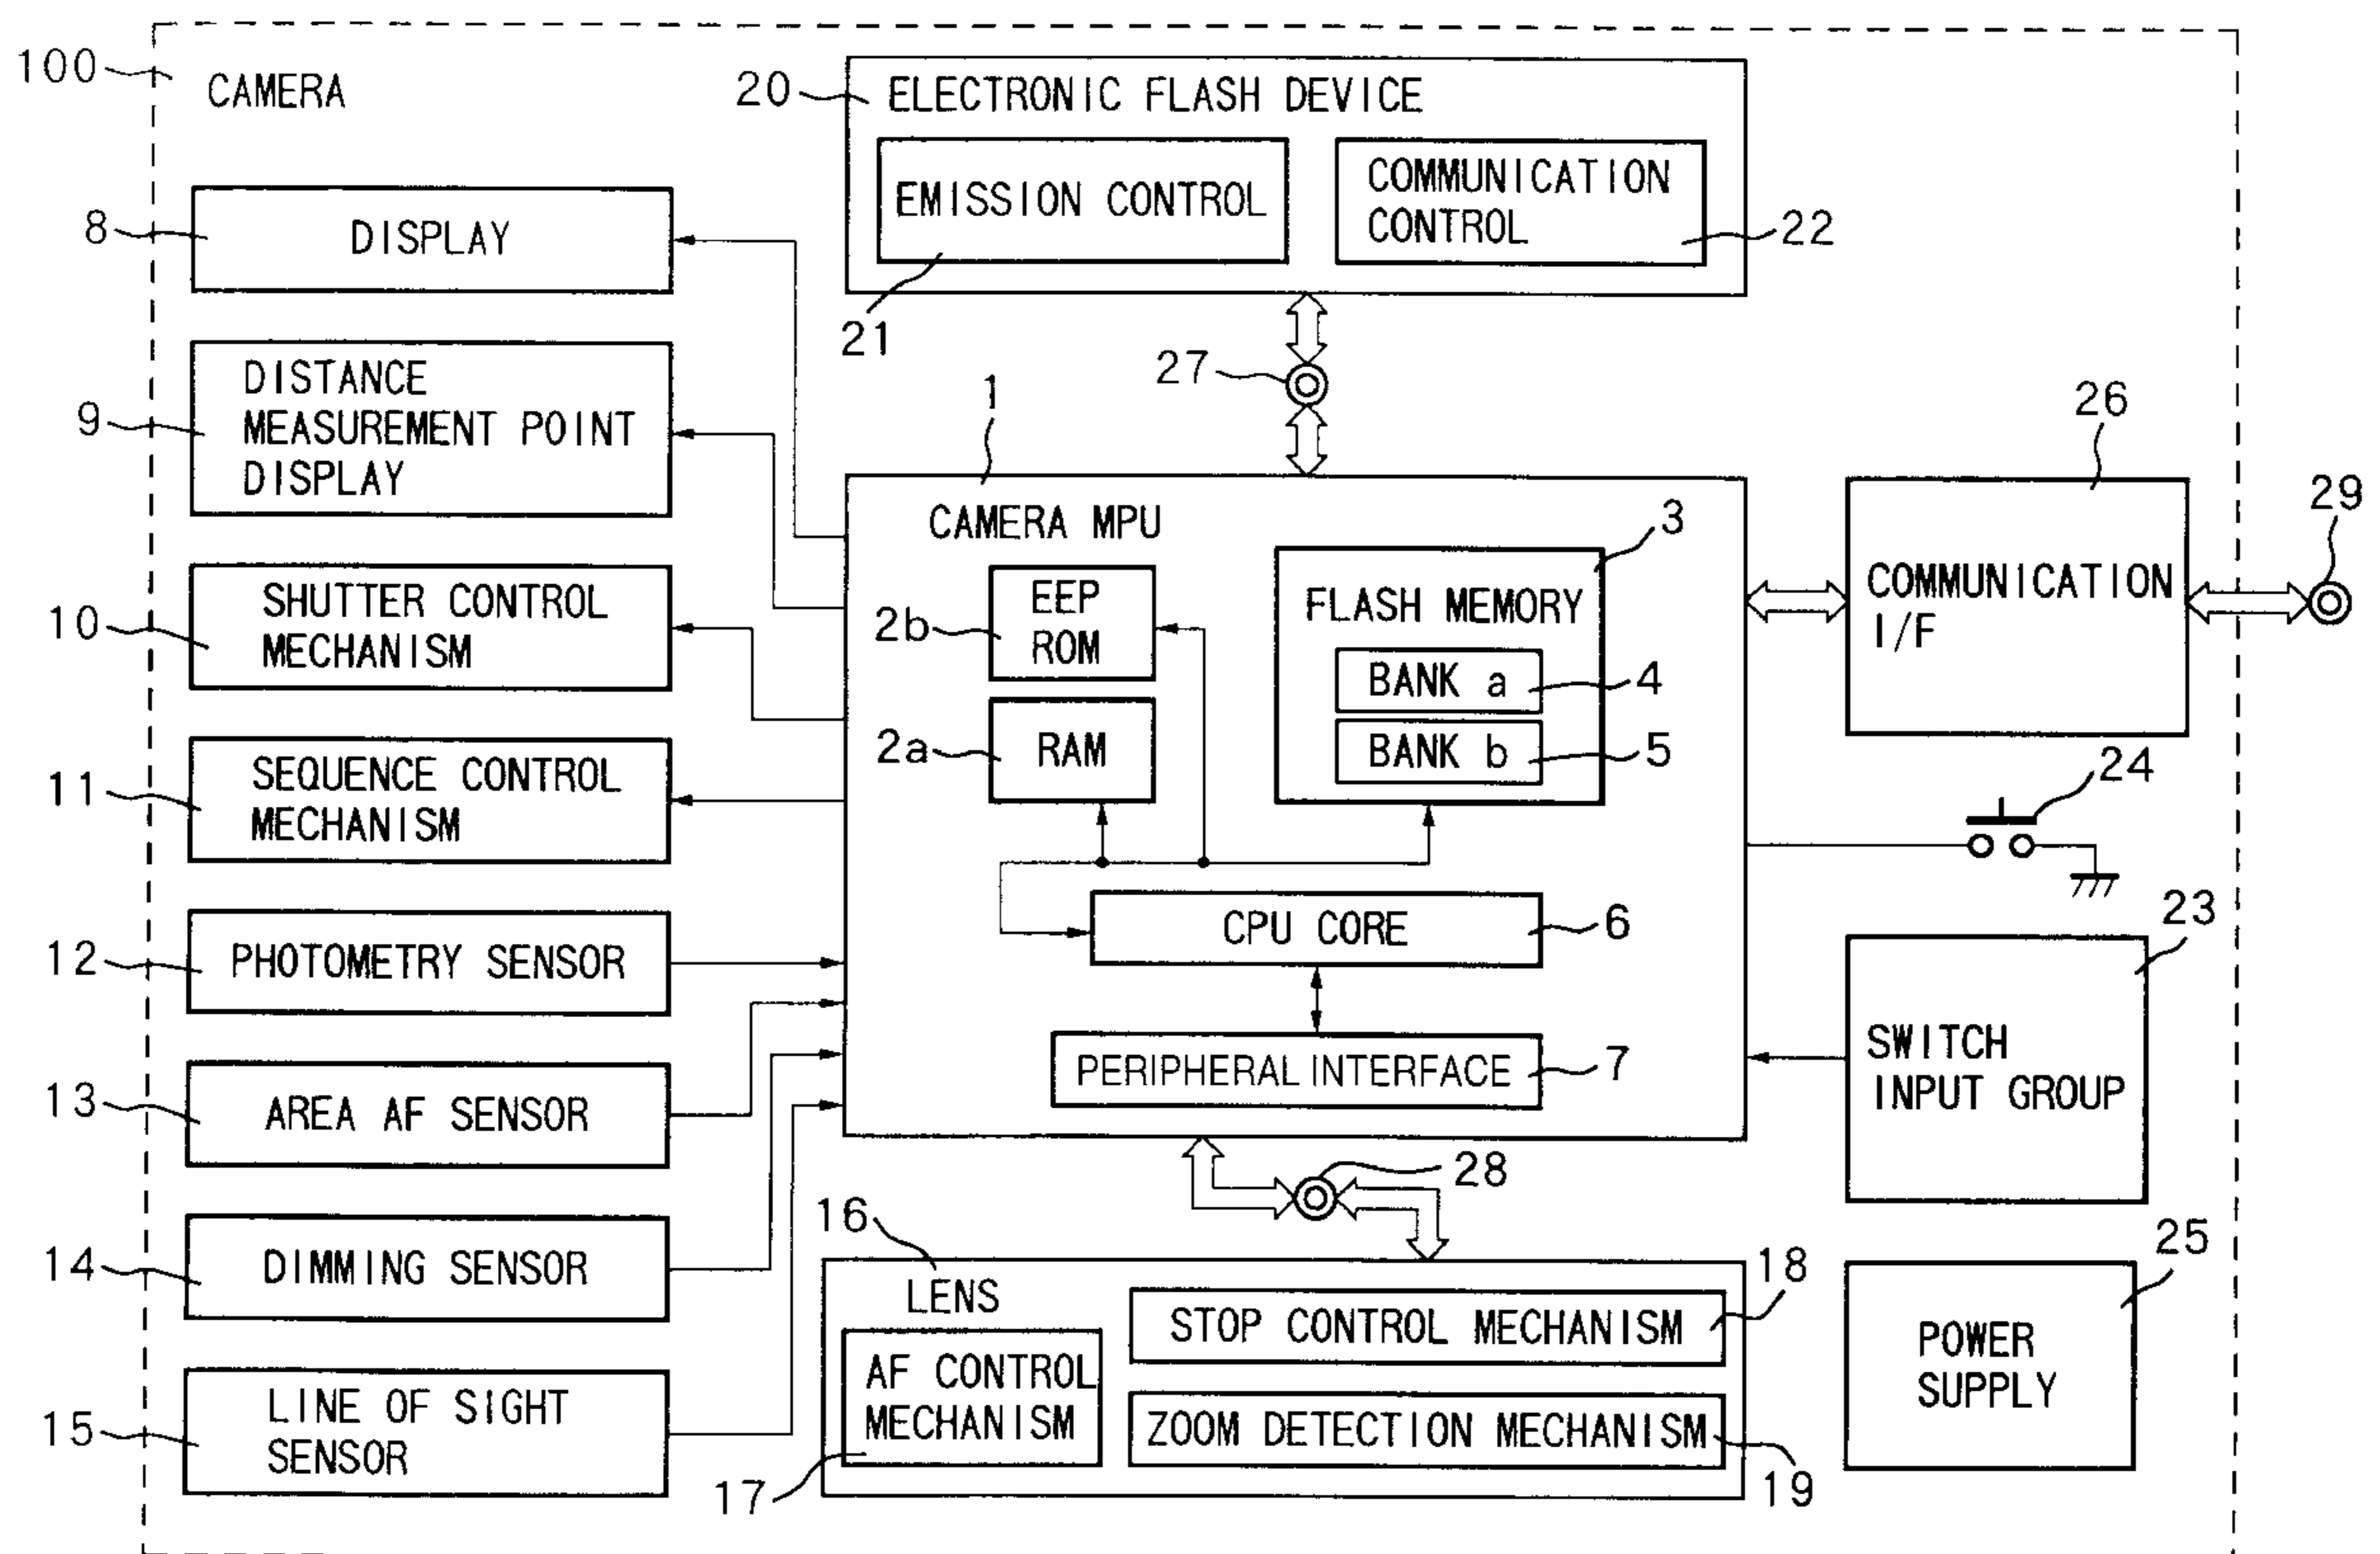 100
CAMERA
20
ELECTRONIC FLASH DEVICE
EMISSION CONTROL
21
COMMUNICATION
CONTROL
22
8
DISPLAY
9
DISTANCE
MEASUREMENT POINT
DISPLAY
10
SHUTTER CONTROL
MECHANISM
11
SEQUENCE CONTROL
MECHANISM
12
PHOTOMETRY SENSOR
13
AREA AF SENSOR
14
DIMMING SENSOR
15
LINE OF SIGHT
SENSOR
27
1
CAMERA MPU
2b
EEP
ROM
2a
RAM
3
FLASH MEMORY
BANK a
4
BANK b
5
CPU CORE
6
PERIPHERAL INTERFACE
7
28
16
LENS
AF CONTROL
MECHANISM
17
STOP CONTROL MECHANISM
18
ZOOM DETECTION MECHANISM
19
26
COMMUNICATION
I/F
29
24
23
SWITCH
INPUT GROUP
25
POWER
SUPPLY